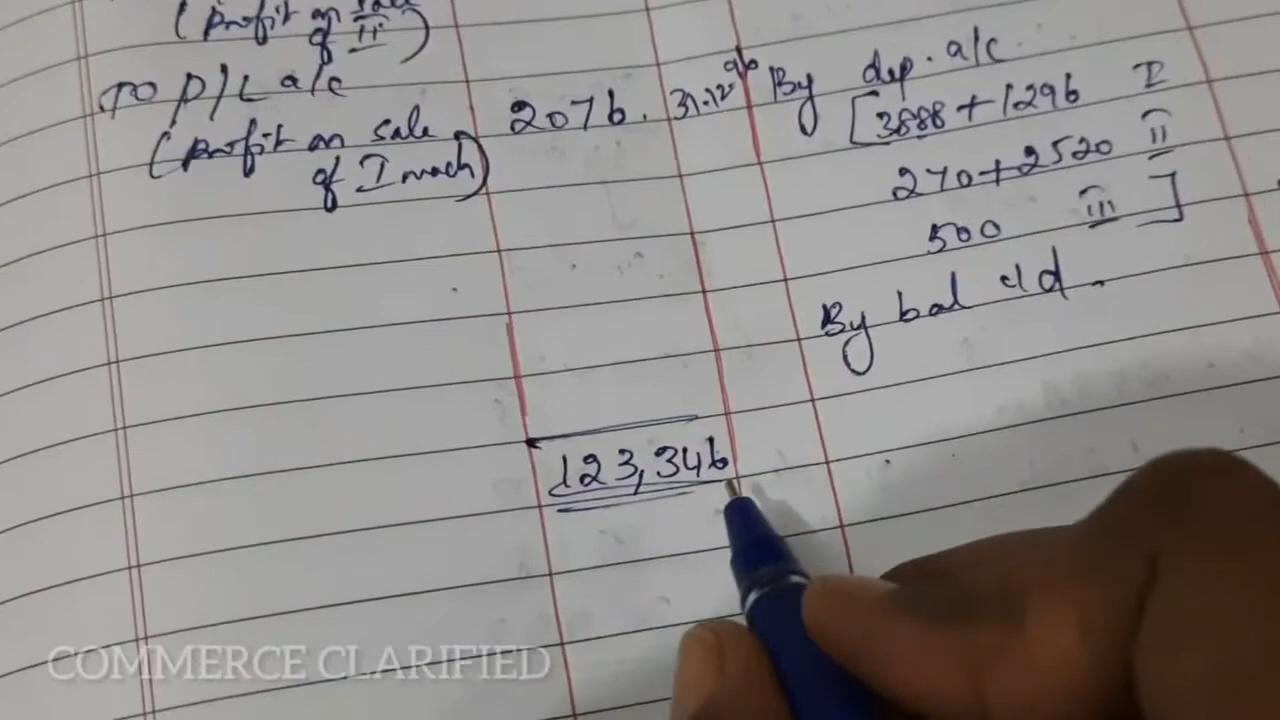 (Profit on sale
of II)
To P/L a/c
(Profit on sale
of I mach)
2076.
31.12.96 By dep. a/c.
[3888+1296 I
270+2520 II
500 III]
By bal c/d.
123,346
COMMERCE CLARIFIED